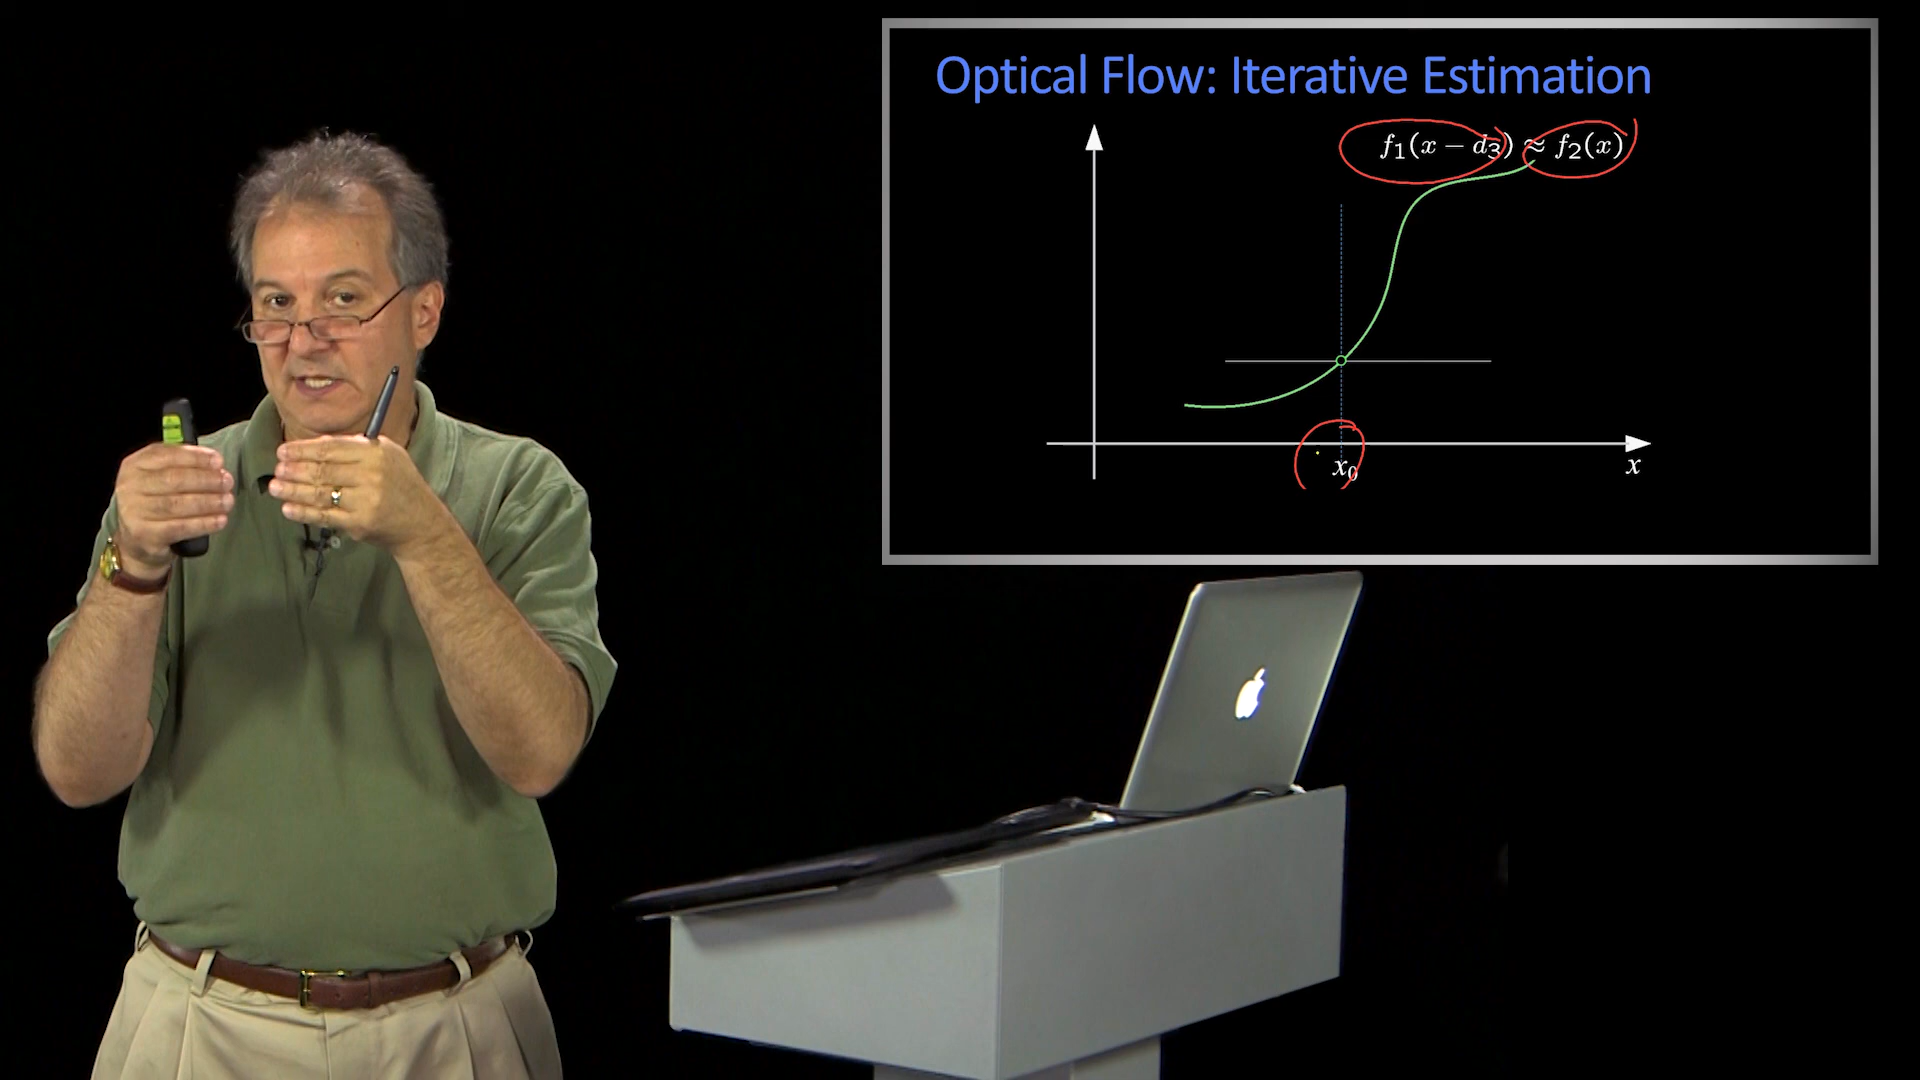 Optical Flow: Iterative Estimation
f₁(x − d₃) ≈ f₂(x)
x₀
x